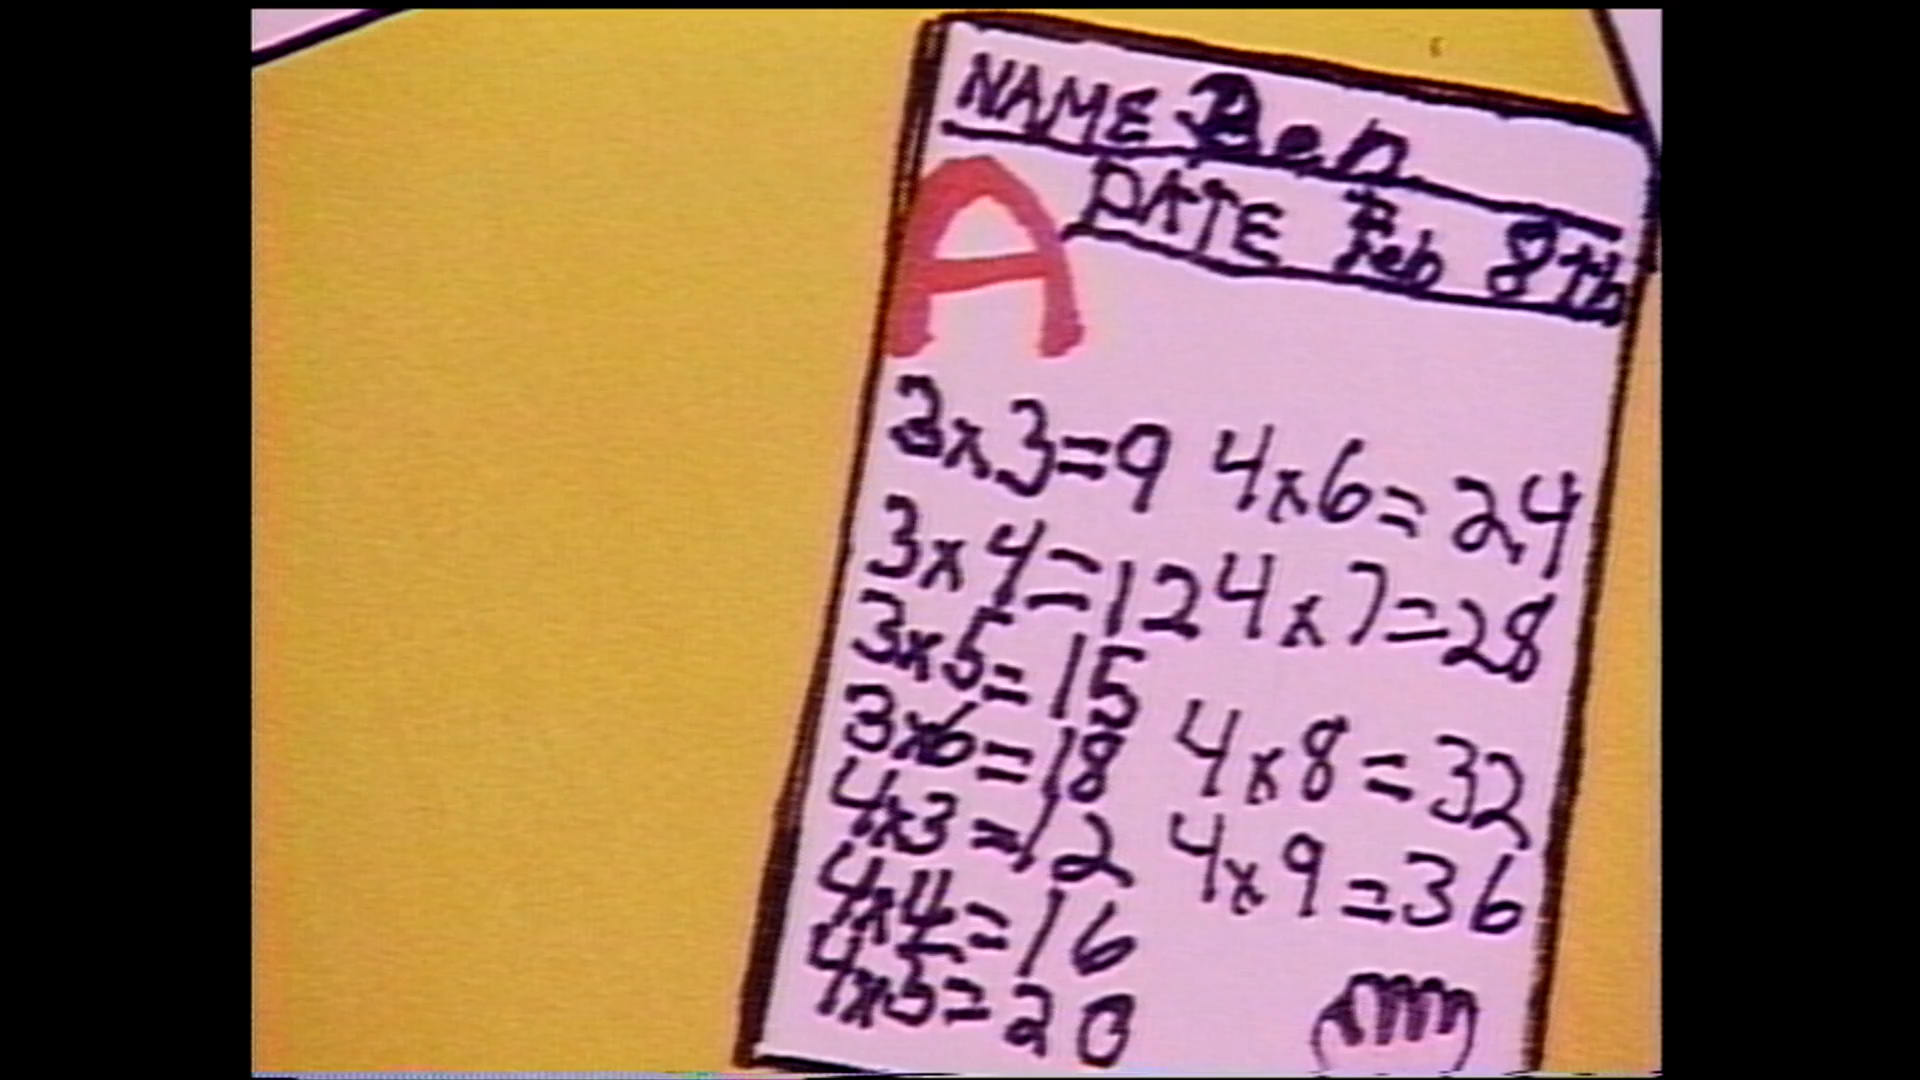 NAME Ben
DATE Feb 8th
A
3x3=9 4x6=24
3x4=12 4x7=28
3x5=15
3x6=18 4x8=32
4x3=12 4x9=36
4x4=16
4x5=20